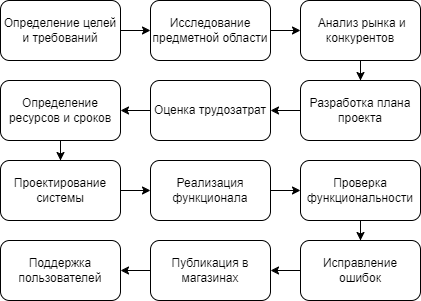 Определение целей
и требований
Исследование
предметной области
Анализ рынка и
конкурентов
Разработка плана
проекта
Оценка трудозатрат
Определение
ресурсов и сроков
Проектирование
системы
Реализация
функционала
Проверка
функциональности
Исправление
ошибок
Публикация в
магазинах
Поддержка
пользователей